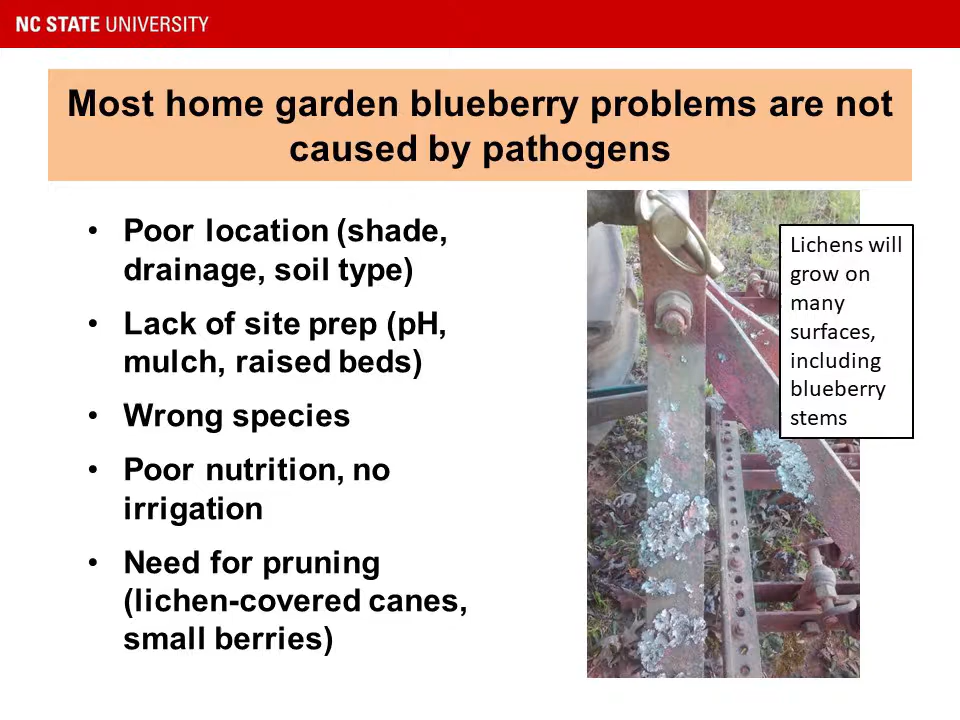 NC STATE UNIVERSITY
Most home garden blueberry problems are not
caused by pathogens
• Poor location (shade,
drainage, soil type)
• Lack of site prep (pH,
mulch, raised beds)
• Wrong species
• Poor nutrition, no
irrigation
• Need for pruning
(lichen-covered canes,
small berries)
Lichens will
grow on
many
surfaces,
including
blueberry
stems